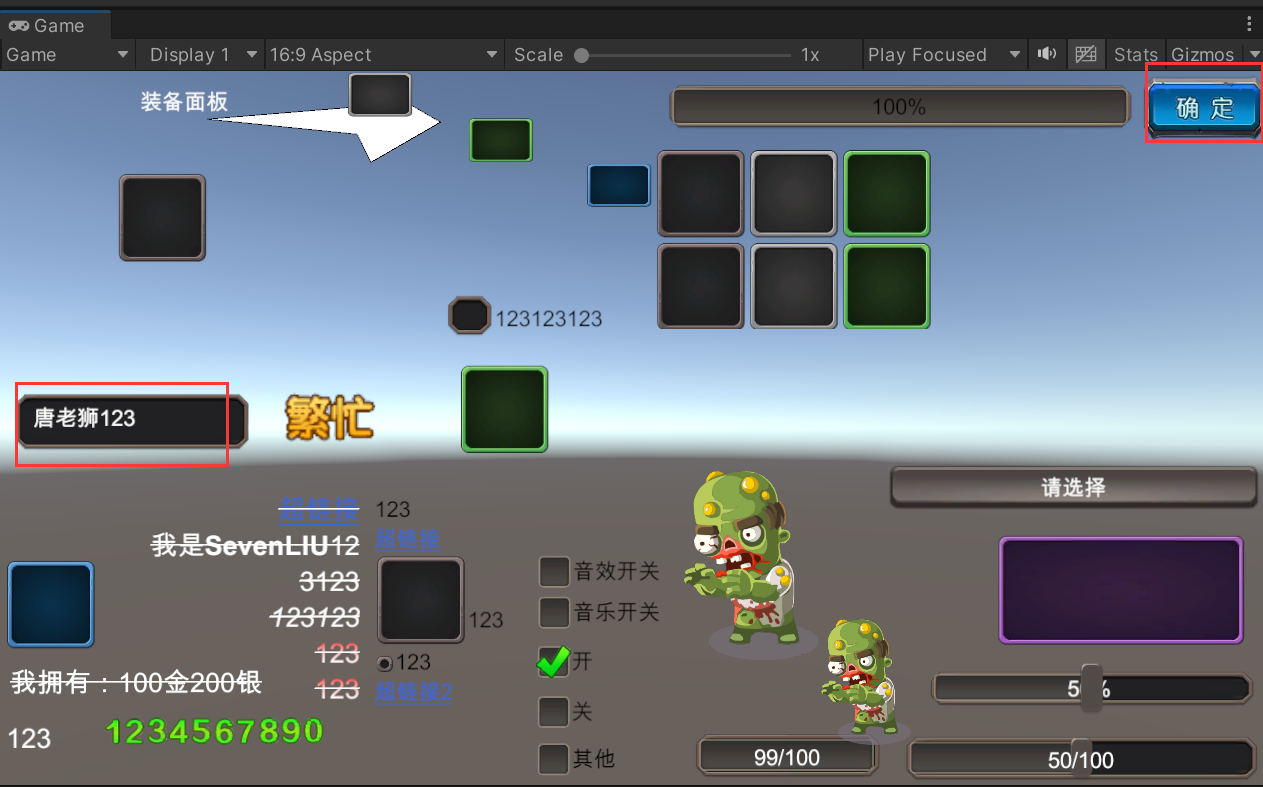 Game
Game
Display 1
16:9 Aspect
Scale
1x
Play Focused
Stats
Gizmos
装备面板
100%
确 定
123123123
唐老狮123
繁忙
请选择
超链接
123
我是SevenLIU12
超链接
3123
音效开关
123123
123
音乐开关
123
123
开
我拥有：100金200银
123
超链接2
50%
关
123
1234567890
其他
99/100
50/100